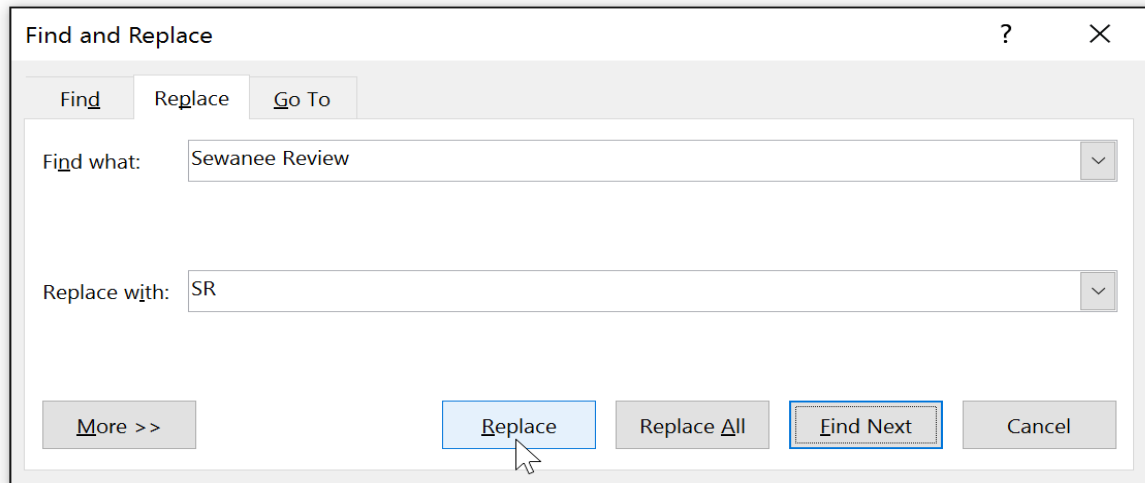 Find and Replace ?
Find Replace Go To
Find what: Sewanee Review
Replace with: SR
More >> Replace Replace All Find Next Cancel